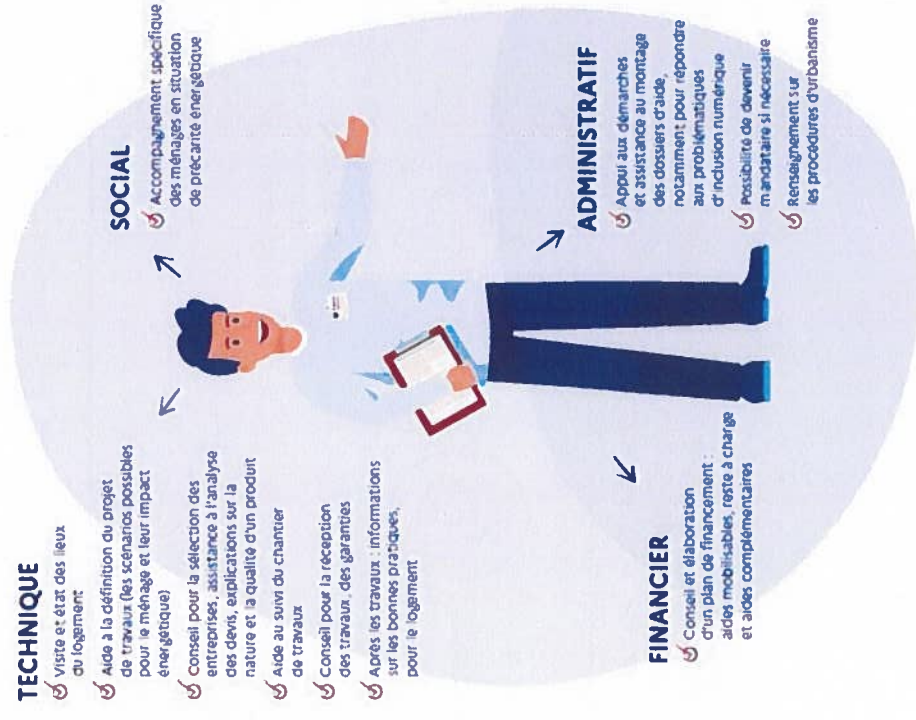 TECHNIQUE
Visite et état des lieux
du logement
Aide à la définition du projet
de travaux (les scénarios possibles
pour le ménage et leur impact
énergétique)
Conseil pour la sélection des
entreprises, assistance à l'analyse
des devis, explications sur la
nature et la qualité d'un produit
Aide au suivi du chantier
de travaux
Conseil pour la réception
des travaux, des garanties
Après les travaux : informations
sur les bonnes pratiques,
pour le logement
SOCIAL
Accompagnement spécifique
des ménages en situation
de précarité énergétique
FINANCIER
Conseil et élaboration
d'un plan de financement :
aides mobilisables, reste à charge
et aides complémentaires
ADMINISTRATIF
Appui aux démarches
et assistance au montage
des dossiers d'aide,
notamment pour répondre
aux problématiques
d'inclusion numérique
Possibilité de devenir
mandataire si nécessaire
Renseignement sur
les procédures d'urbanisme